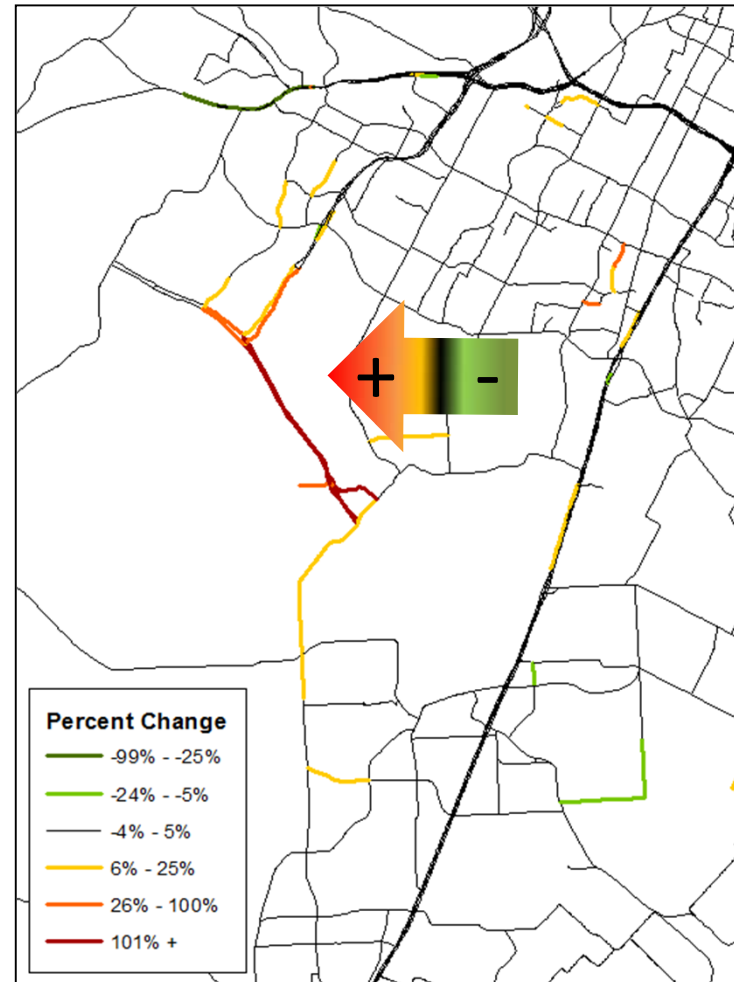 + -
Percent Change
-99% - -25%
-24% - -5%
-4% - 5%
6% - 25%
26% - 100%
101% +